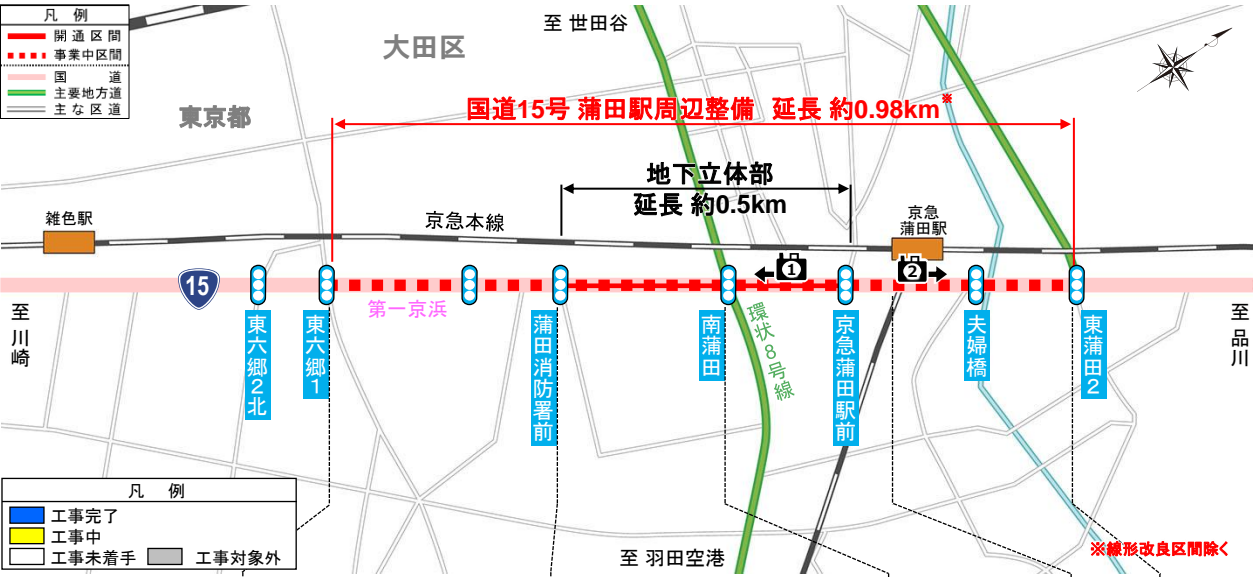 凡 例
開通区間
事業中区間
国 道
主要地方道
主な区道
至 世田谷
大田区
東京都
国道15号 蒲田駅周辺整備 延長 約0.98km※
地下立体部
延長 約0.5km
雑色駅
京急本線
京急
蒲田駅
15
1
2
第一京浜
至 川崎
至 品川
東六郷2北
東六郷1
蒲田消防署前
南蒲田
環状8号線
京急蒲田駅前
夫婦橋
東蒲田2
凡 例
工事完了
工事中
工事未着手 工事対象外
至 羽田空港
※線形改良区間除く